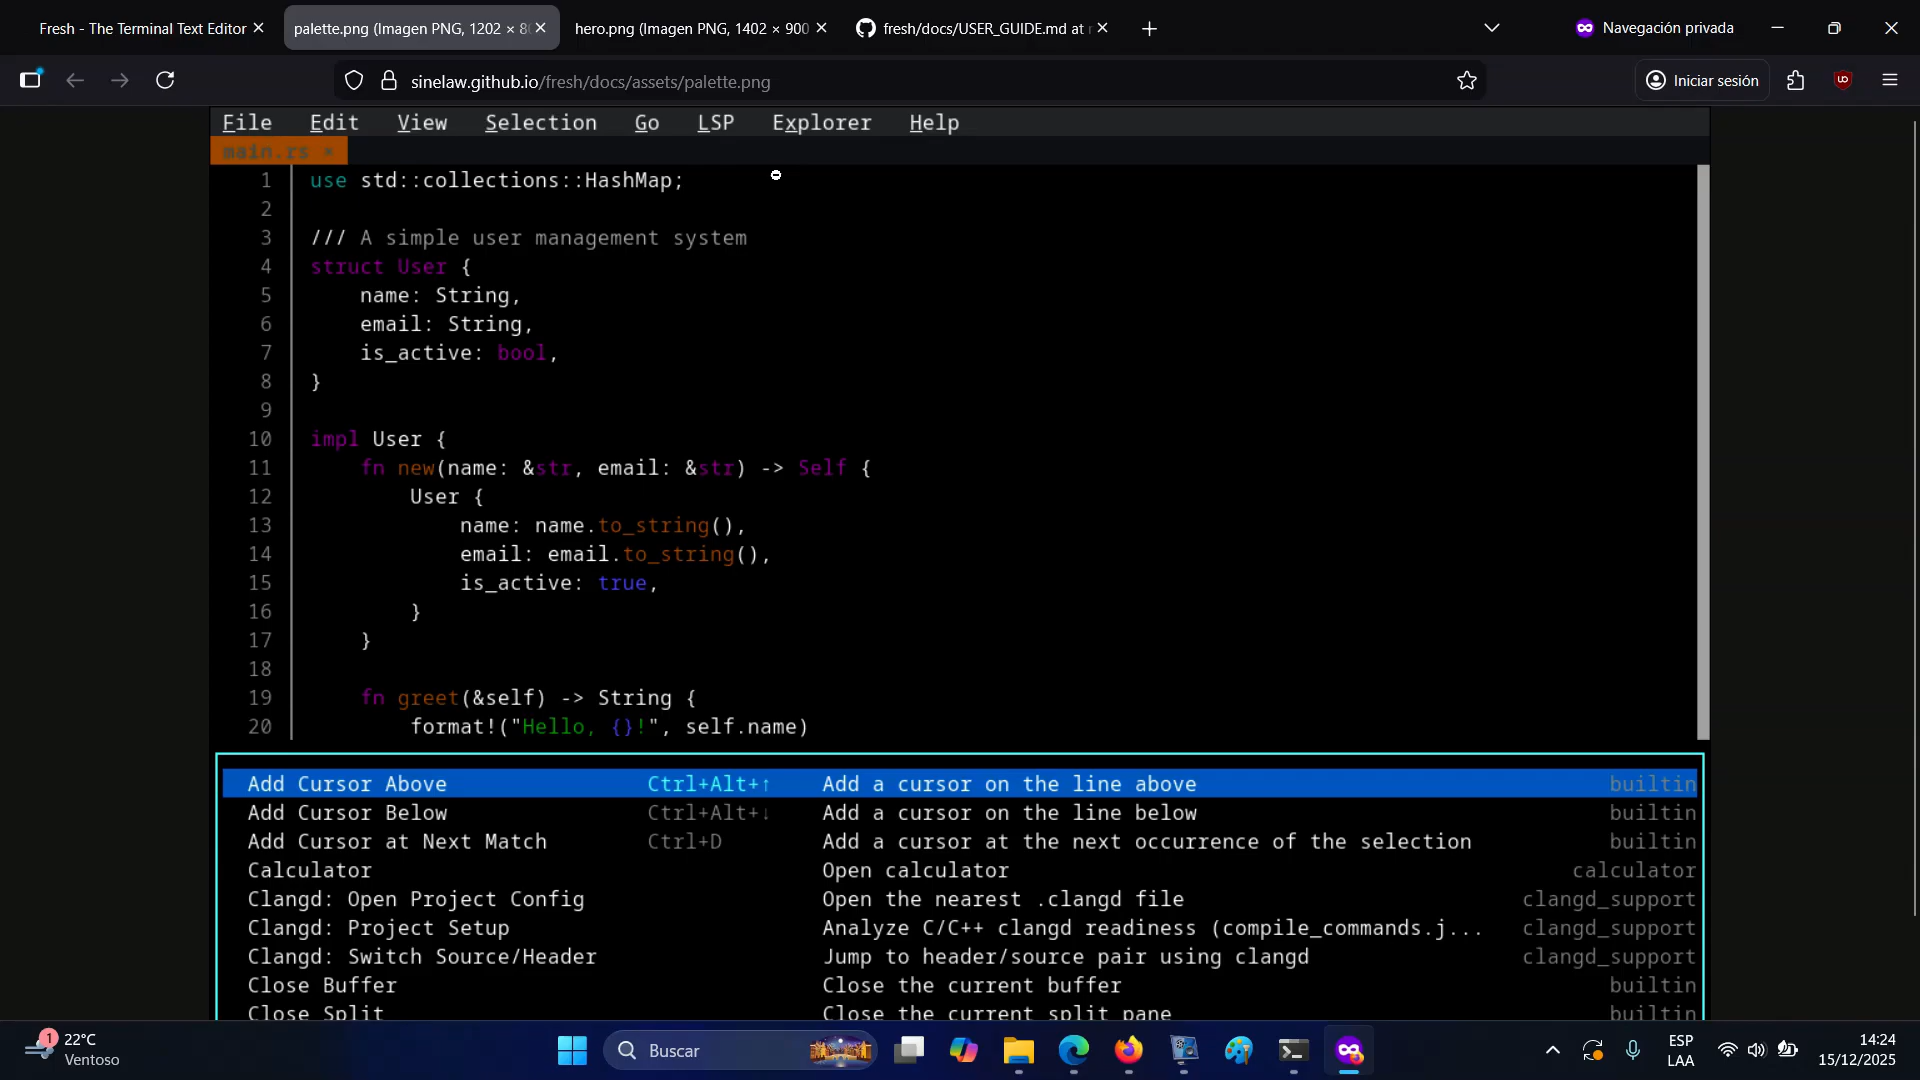 Fresh - The Terminal Text Editor
palette.png (Imagen PNG, 1202 × 8
hero.png (Imagen PNG, 1402 × 900
fresh/docs/USER_GUIDE.md at
Navegación privada
sinelaw.github.io/fresh/docs/assets/palette.png
Iniciar sesión
File Edit View Selection Go LSP Explorer Help
main.rs ×
1 use std::collections::HashMap;
2
3 /// A simple user management system
4 struct User {
5 name: String,
6 email: String,
7 is_active: bool,
8 }
9
10 impl User {
11 fn new(name: &str, email: &str) -> Self {
12 User {
13 name: name.to_string(),
14 email: email.to_string(),
15 is_active: true,
16 }
17 }
18
19 fn greet(&self) -> String {
20 format!("Hello, {}!", self.name)
Add Cursor Above Ctrl+Alt+↑ Add a cursor on the line above builtin
Add Cursor Below Ctrl+Alt+↓ Add a cursor on the line below builtin
Add Cursor at Next Match Ctrl+D Add a cursor at the next occurrence of the selection builtin
Calculator Open calculator calculator
Clangd: Open Project Config Open the nearest .clangd file clangd_support
Clangd: Project Setup Analyze C/C++ clangd readiness (compile_commands.j... clangd_support
Clangd: Switch Source/Header Jump to header/source pair using clangd clangd_support
Close Buffer Close the current buffer builtin
Close Split Close the current split pane builtin
1
22°C
Ventoso
Buscar
ESP
LAA
14:24
15/12/2025